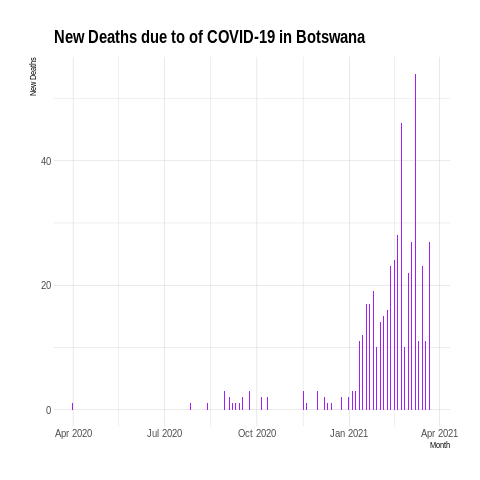 New Deaths due to of COVID-19 in Botswana
New Deaths
40
20
0
Apr 2020 Jul 2020 Oct 2020 Jan 2021 Apr 2021
Month